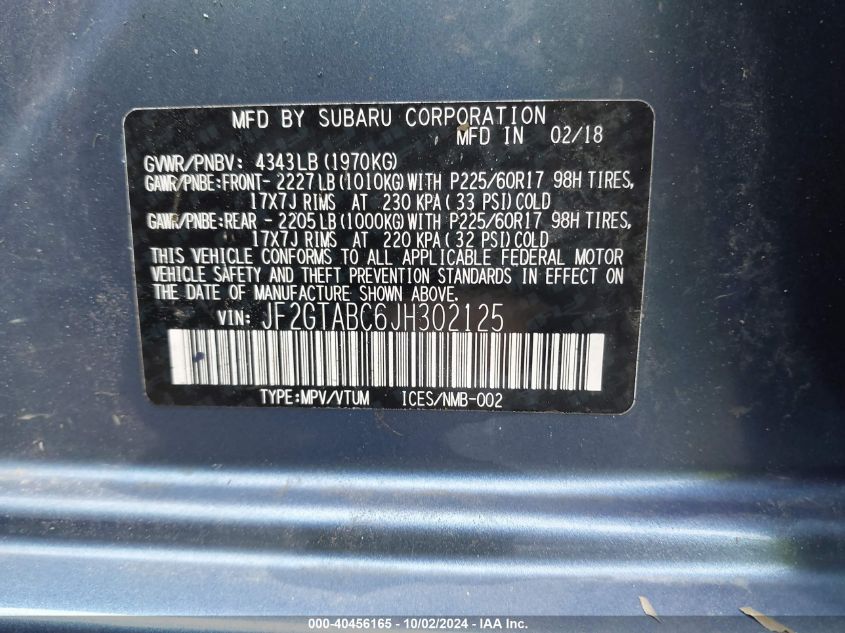 MFD BY SUBARU CORPORATION
MFD IN 02/18
GVWR/PNBV: 4343LB (1970KG)
GAWR/PNBE:FRONT- 2227LB (1010KG) WITH P225/60R17 98H TIRES,
17X7J RIMS AT 230 KPA( 33 PSI) COLD
GAWR/PNBE:REAR - 2205LB (1000KG) WITH P225/60R17 98H TIRES,
17X7J RIMS AT 220 KPA( 32 PSI) COLD
THIS VEHICLE CONFORMS TO ALL APPLICABLE FEDERAL MOTOR
VEHICLE SAFETY AND THEFT PREVENTION STANDARDS IN EFFECT ON
THE DATE OF MANUFACTURE SHOWN ABOVE.
VIN: JF2GTABC6JH302125
TYPE:MPV/VTUM ICES/NMB-002
000-40456165 - 10/02/2024 - IAA Inc.